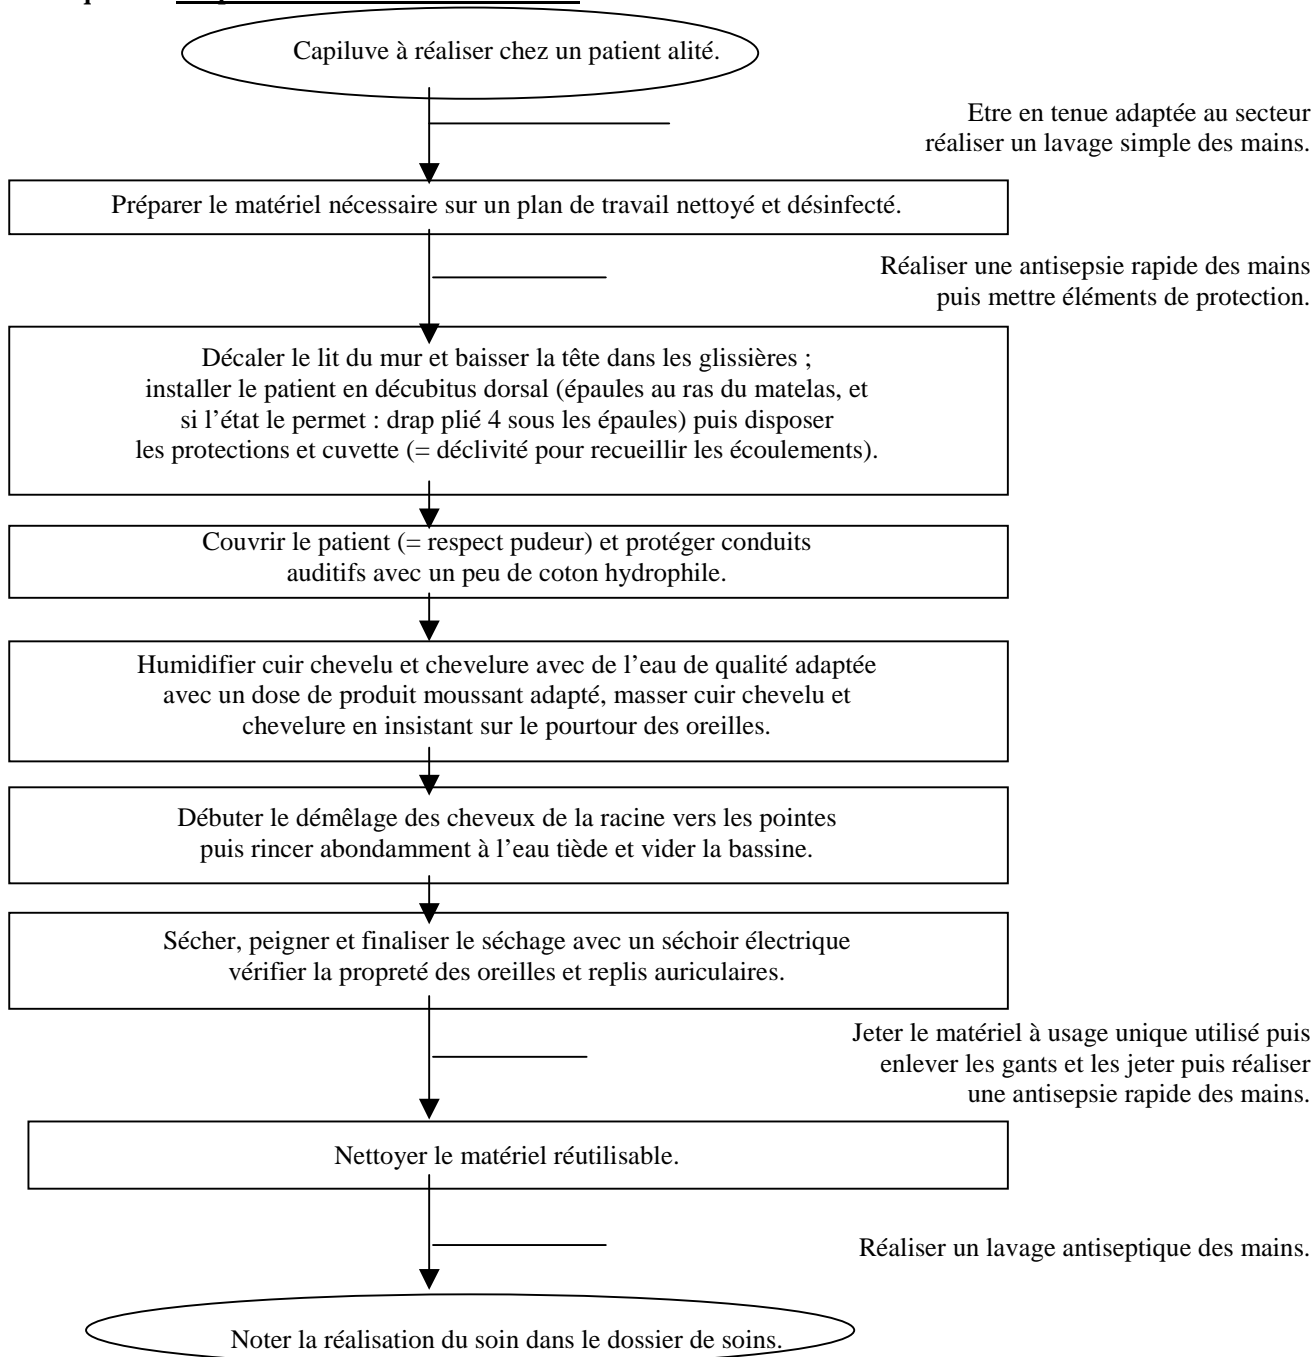 Capiluve à réaliser chez un patient alité.
Etre en tenue adaptée au secteur
réaliser un lavage simple des mains.
Préparer le matériel nécessaire sur un plan de travail nettoyé et désinfecté.
Réaliser une antisepsie rapide des mains
puis mettre éléments de protection.
Décaler le lit du mur et baisser la tête dans les glissières ;
installer le patient en décubitus dorsal (épaules au ras du matelas, et
si l’état le permet : drap plié 4 sous les épaules) puis disposer
les protections et cuvette (= déclivité pour recueillir les écoulements).
Couvrir le patient (= respect pudeur) et protéger conduits
auditifs avec un peu de coton hydrophile.
Humidifier cuir chevelu et chevelure avec de l’eau de qualité adaptée
avec un dose de produit moussant adapté, masser cuir chevelu et
chevelure en insistant sur le pourtour des oreilles.
Débuter le démêlage des cheveux de la racine vers les pointes
puis rincer abondamment à l’eau tiède et vider la bassine.
Sécher, peigner et finaliser le séchage avec un séchoir électrique
vérifier la propreté des oreilles et replis auriculaires.
Jeter le matériel à usage unique utilisé puis
enlever les gants et les jeter puis réaliser
une antisepsie rapide des mains.
Nettoyer le matériel réutilisable.
Réaliser un lavage antiseptique des mains.
Noter la réalisation du soin dans le dossier de soins.